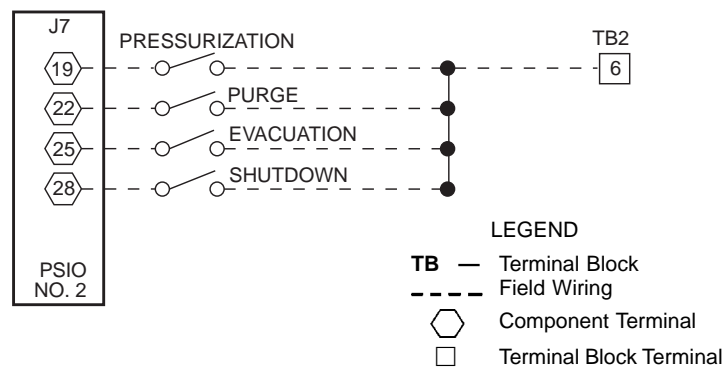 J7
PRESSURIZATION
TB2
19
6
22
PURGE
25
EVACUATION
28
SHUTDOWN
PSIO
NO. 2
LEGEND
TB — Terminal Block
Field Wiring
Component Terminal
Terminal Block Terminal